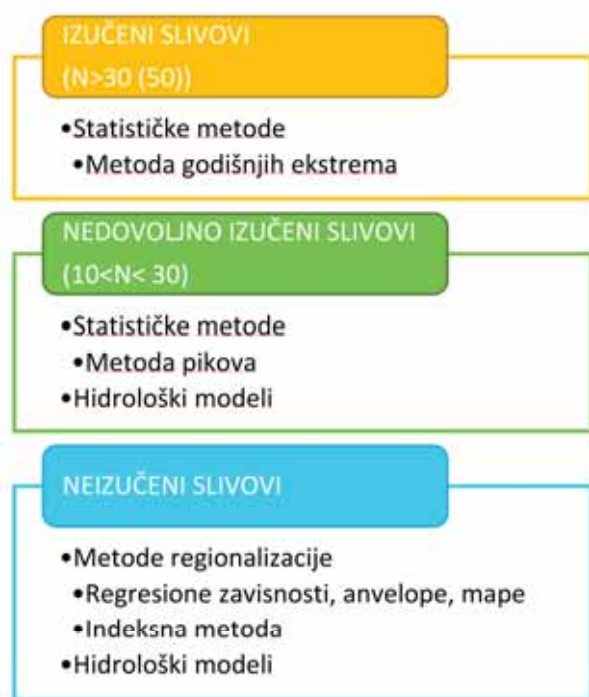 IZUČENI SLIVOVI
(N>30 (50))
•Statističke metode
•Metoda godišnjih ekstrema
NEDOVOLJNO IZUČENI SLIVOVI
(10<N< 30)
•Statističke metode
•Metoda pikova
•Hidrološki modeli
NEIZUČENI SLIVOVI
•Metode regionalizacije
•Regresione zavisnosti, anvelope, mape
•Indeksna metoda
•Hidrološki modeli